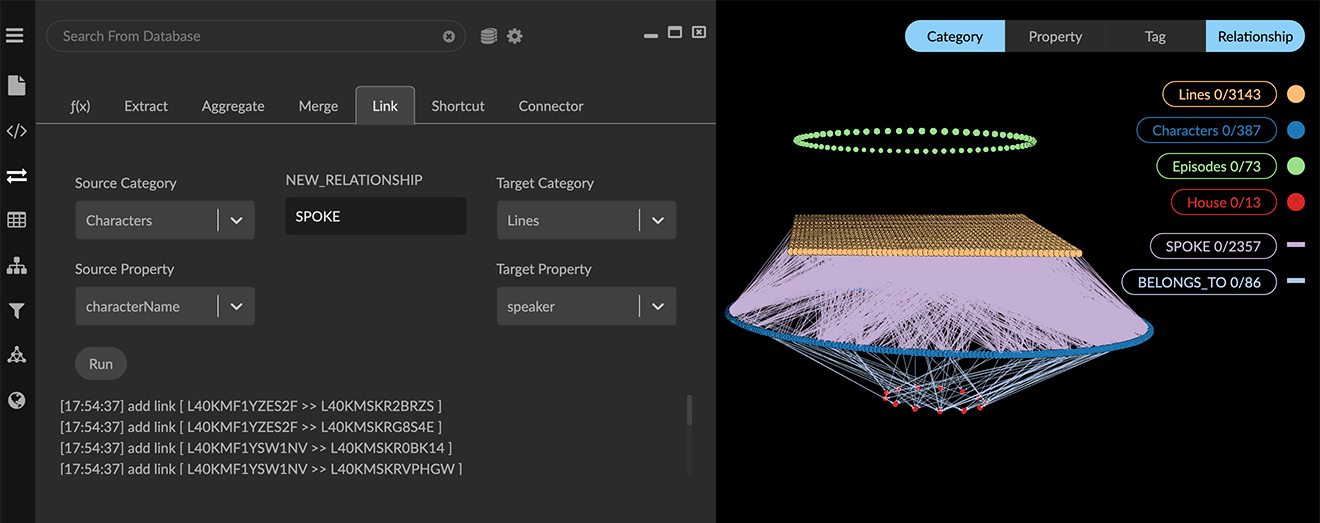 Search From Database
f(x) Extract Aggregate Merge Link Shortcut Connector
Source Category
NEW_RELATIONSHIP
Target Category
Characters
SPOKE
Lines
Source Property
Target Property
characterName
speaker
Run
[17:54:37] add link [ L40KMF1YZES2F >> L40KMSKR2BRZS ]
[17:54:37] add link [ L40KMF1YZES2F >> L40KMSKRG8S4E ]
[17:54:37] add link [ L40KMF1YSW1NV >> L40KMSKR0BK14 ]
[17:54:37] add link [ L40KMF1YSW1NV >> L40KMSKRVPHGW ]
Category Property Tag Relationship
Lines 0/3143
Characters 0/387
Episodes 0/73
House 0/13
SPOKE 0/2357
BELONGS_TO 0/86